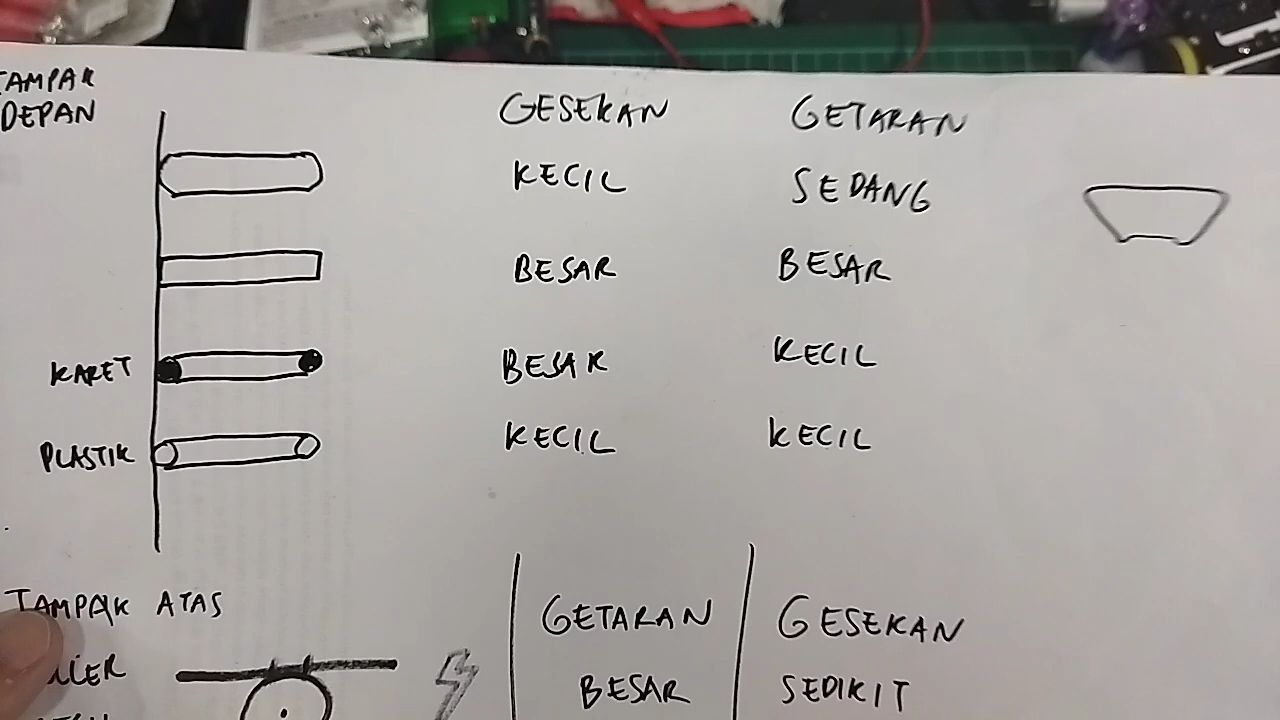 TAMPAK
DEPAN
GESEKAN GETARAN
KECIL SEDANG
BESAR BESAR
KARET BESAR KECIL
PLASTIK KECIL KECIL
TAMPAK ATAS GETARAN GESEKAN
BESAR SEDIKIT